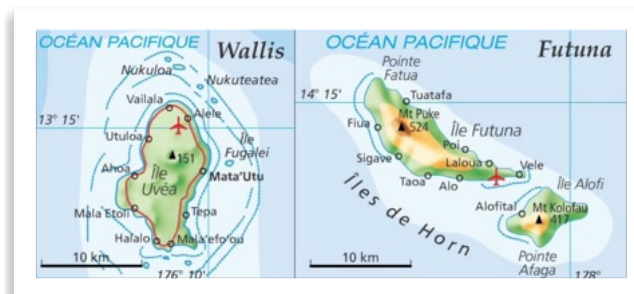 OCÉAN PACIFIQUE
Wallis
Nukuloa
Nukuteatea
Vailala
Alele
13° 15'
Utuloa
Île
Fugalei
151
Ahoa
Île
Uvéa
Mata'Utu
Mala Etoli
Tepa
Halalo
Mala'efo'ou
10 km
176° 10'
OCÉAN PACIFIQUE
Futuna
Pointe
Fatua
14° 15'
Tuatafa
Mt Puke
524
Fiua
Île Futuna
Poi
Sigave
Laloua
Vele
Taoa
Alo
Île Alofi
Îles de Horn
Alofitaï
Mt Kolofau
417
Pointe
Afaga
10 km
178°